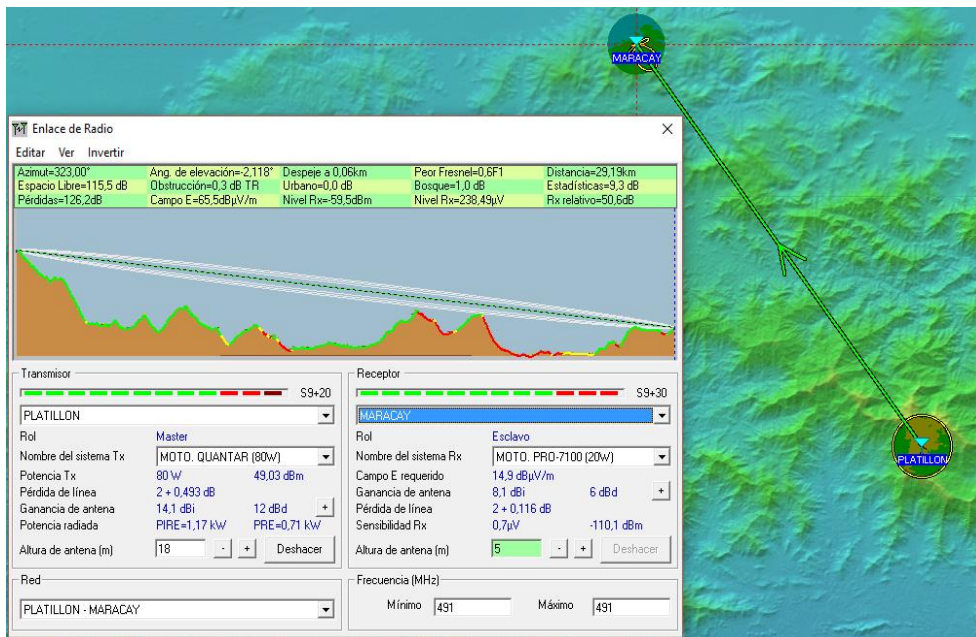 MARACAY
PLATILLON
Enlace de Radio
Editar Ver Invertir
Azimut=323,00° Ang. de elevación=-2,118° Despeje a 0,06km Peor Fresnel=0,6F1 Distancia=29,19km
Espacio Libre=115,5 dB Obstrucción=0,3 dB TR Urbano=0,0 dB Bosque=1,0 dB Estadísticas=9,3 dB
Pérdidas=126,2dB Campo E=65,5dBµV/m Nivel Rx=-59,5dBm Nivel Rx=238,49µV Rx relativo=50,6dB
Transmisor
S9+20
PLATILLON
Rol Master
Nombre del sistema Tx MOTO. QUANTAR (80W)
Potencia Tx 80 W 49,03 dBm
Pérdida de línea 2 + 0,493 dB
Ganancia de antena 14,1 dBi 12 dBd +
Potencia radiada PIRE=1,17 kW PRE=0,71 kW
Altura de antena (m) 18 - + Deshacer
Receptor
S9+30
MARACAY
Rol Esclavo
Nombre del sistema Rx MOTO. PRO-7100 (20W)
Campo E requerido 14,9 dBµV/m
Ganancia de antena 8,1 dBi 6 dBd +
Pérdida de línea 2 + 0,116 dB
Sensibilidad Rx 0,7µV -110,1 dBm
Altura de antena (m) 5 - + Deshacer
Red
PLATILLON - MARACAY
Frecuencia (MHz)
Mínimo 491 Máximo 491